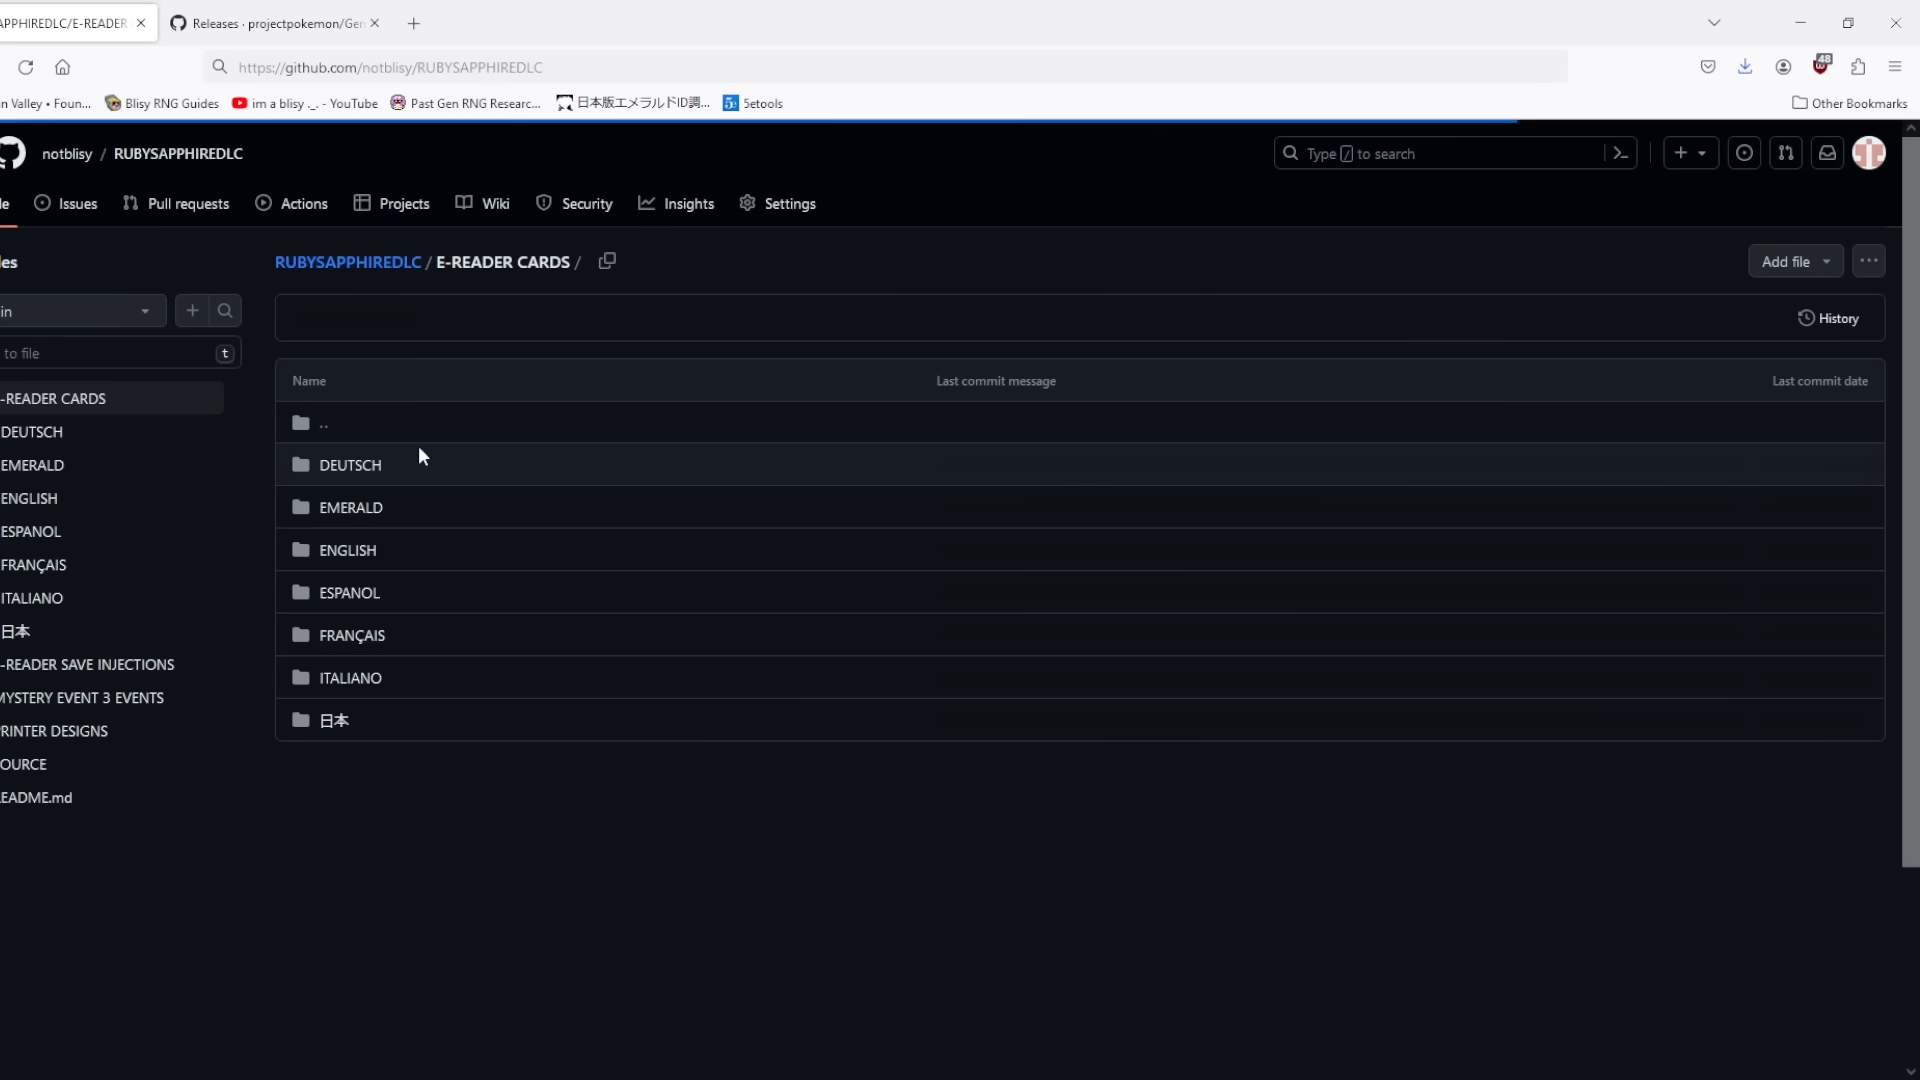 APPHIREDLC/E-READER
Releases · projectpokemon/Gen
https://github.com/notblisy/RUBYSAPPHIREDLC
48
n Valley • Foun...
Blisy RNG Guides
im a blisy ._. - YouTube
Past Gen RNG Researc...
日本版エメラルドID調...
5e
5etools
Other Bookmarks
notblisy / RUBYSAPPHIREDLC
Type / to search
le
Issues
Pull requests
Actions
Projects
Wiki
Security
Insights
Settings
les
RUBYSAPPHIREDLC / E-READER CARDS /
Add file
in
History
to file
t
Name
Last commit message
Last commit date
-READER CARDS
..
DEUTSCH
DEUTSCH
EMERALD
EMERALD
ENGLISH
ENGLISH
ESPANOL
ESPANOL
FRANÇAIS
FRANÇAIS
ITALIANO
ITALIANO
日本
日本
-READER SAVE INJECTIONS
MYSTERY EVENT 3 EVENTS
PRINTER DESIGNS
OURCE
EADME.md